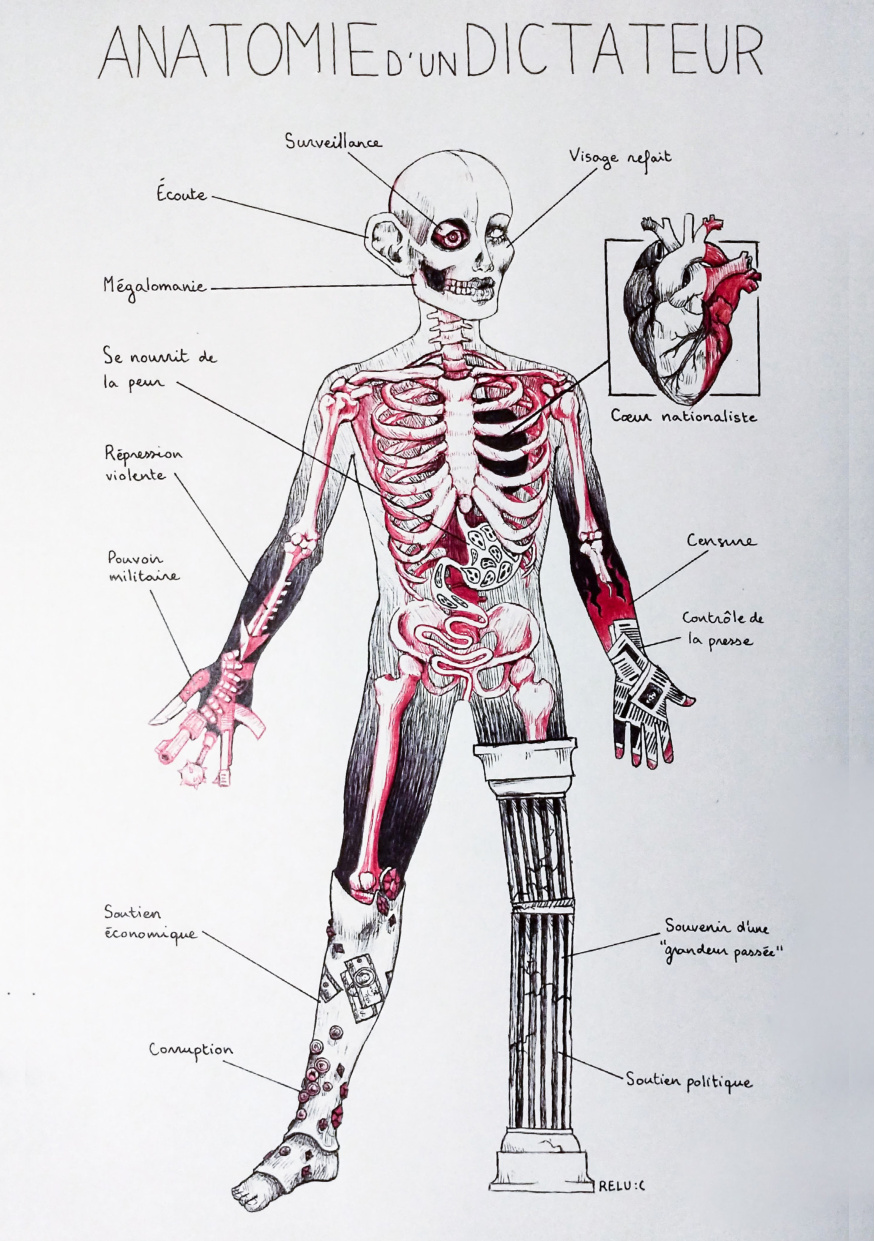 ANATOMIE D'UN DICTATEUR
Surveillance
Visage refait
Écoute
Mégalomanie
Se nourrit de
la peur
Cœur nationaliste
Répression
violente
Pouvoir
militaire
Censure
Contrôle de
la presse
Soutien
économique
Souvenir d'une
"grandeur passée"
Corruption
Soutien politique
RELU:C